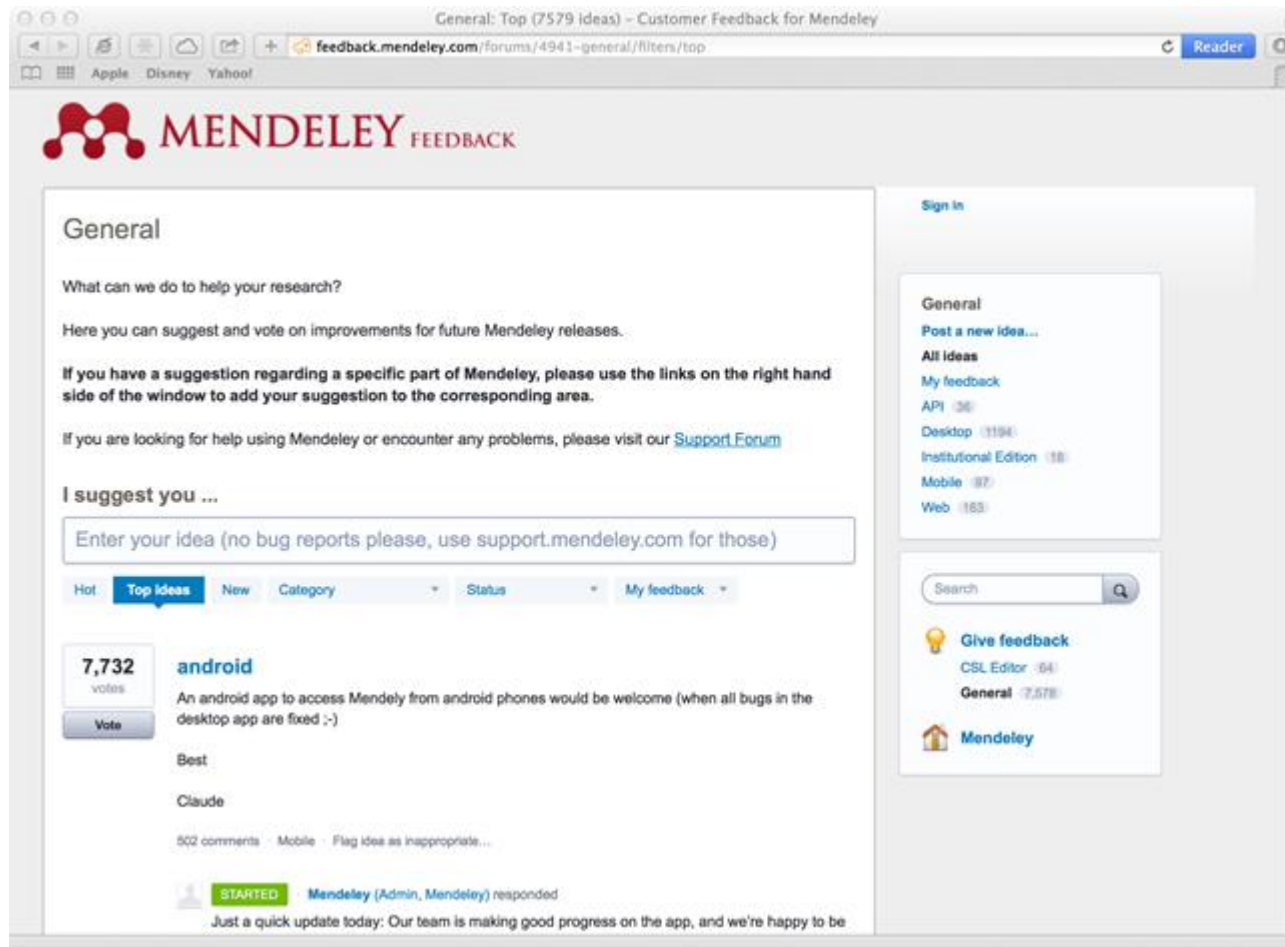 General: Top (7579 ideas) – Customer Feedback for Mendeley
feedback.mendeley.com/forums/4941-general/filters/top
Reader
Apple Disney Yahoo!
MENDELEY FEEDBACK
General
What can we do to help your research?
Here you can suggest and vote on improvements for future Mendeley releases.
If you have a suggestion regarding a specific part of Mendeley, please use the links on the right hand
side of the window to add your suggestion to the corresponding area.
If you are looking for help using Mendeley or encounter any problems, please visit our Support Forum
I suggest you ...
Enter your idea (no bug reports please, use support.mendeley.com for those)
Hot Top ideas New Category Status My feedback
7,732
votes
Vote
android
An android app to access Mendely from android phones would be welcome (when all bugs in the
desktop app are fixed ;-)
Best
Claude
502 comments · Mobile · Flag idea as inappropriate...
STARTED · Mendeley (Admin, Mendeley) responded
Just a quick update today: Our team is making good progress on the app, and we're happy to be
Sign in
General
Post a new idea...
All ideas
My feedback
API 36
Desktop 1194
Institutional Edition 18
Mobile 97
Web 163
Search
Give feedback
CSL Editor 64
General 7,578
Mendeley